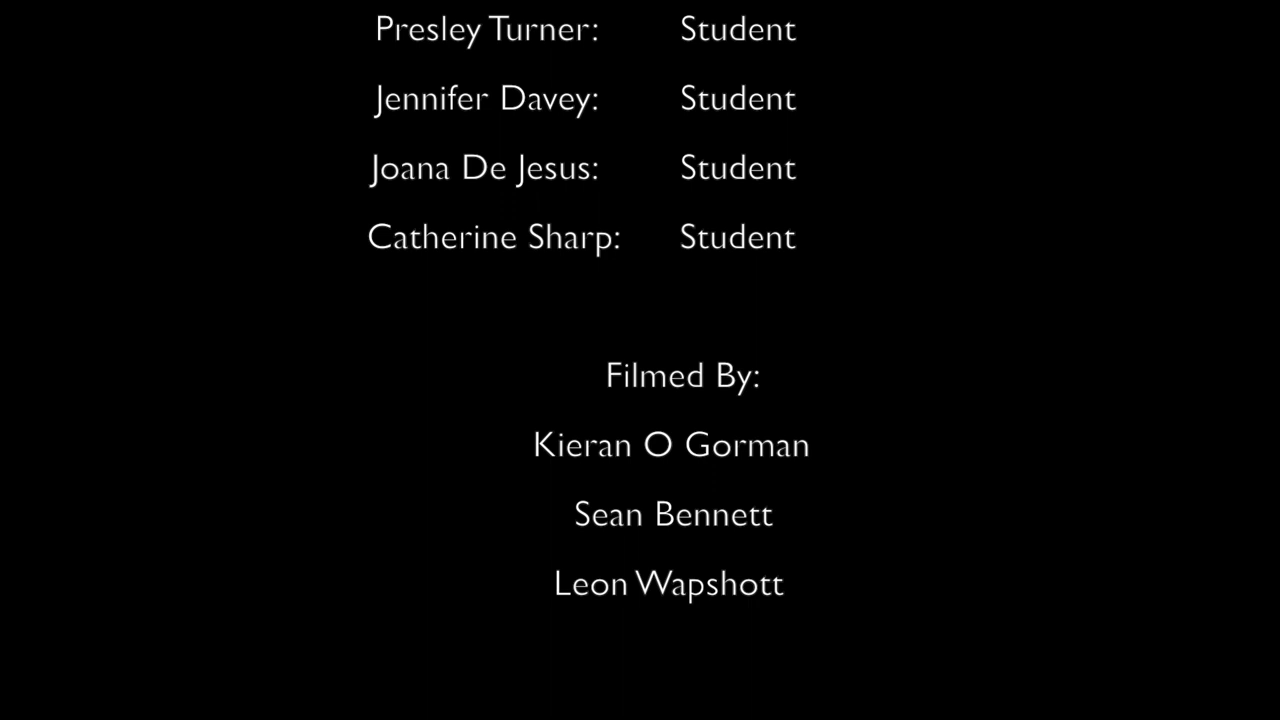 Presley Turner: Student
Jennifer Davey: Student
Joana De Jesus: Student
Catherine Sharp: Student
Filmed By:
Kieran O Gorman
Sean Bennett
Leon Wapshott